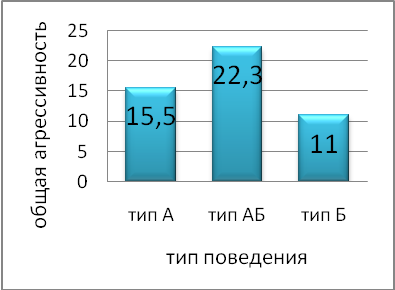 общая агрессивность
25
20
15
10
5
0
15,5
22,3
11
тип А
тип АБ
тип Б
тип поведения